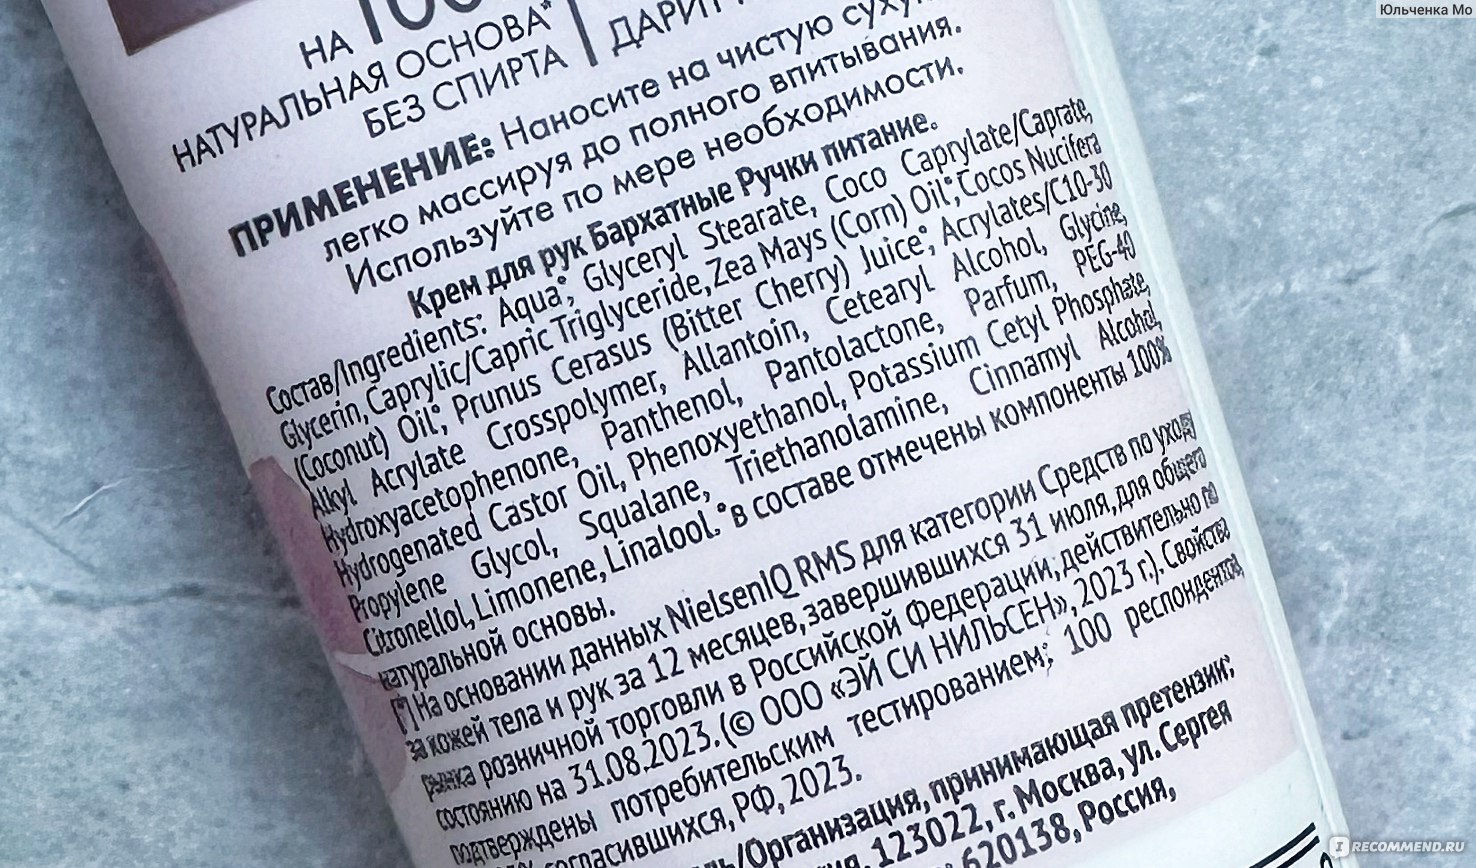 Юльченка Мо
НА 100
НАТУРАЛЬНАЯ ОСНОВА*
БЕЗ СПИРТА
ПРИМЕНЕНИЕ: Наносите на чистую
легко массируя до полного впитывания.
Используйте по мере необходимости.
Крем для рук Бархатные Ручки питание.
Состав/Ingredients: Aqua*, Glyceryl Stearate, Coco Caprylate/Caprate,
Glycerin, Caprylic/Capric Triglyceride, Zea Mays (Corn) Oil*, Cocos Nucifera
(Coconut) Oil*, Prunus Cerasus (Bitter Cherry) Juice*, Acrylates/C10-30
Alkyl Acrylate Crosspolymer, Allantoin, Cetearyl Alcohol, Glycine,
Hydroxyacetophenone, Panthenol, Pantolactone, Parfum, PEG-40
Hydrogenated Castor Oil, Phenoxyethanol, Potassium Cetyl Phosphate,
Propylene Glycol, Squalane, Triethanolamine, Cinnamyl Alcohol,
Citronellol, Limonene, Linalool. *в составе отмечены компоненты 100%
натуральной основы.
[*] На основании данных NielsenIQ RMS для категории Средств по уходу
за кожей тела и рук за 12 месяцев, завершившихся 31 июля, для общего
рынка розничной торговли в Российской Федерации; действительно по
состоянию на 31.08.2023. (© ООО «ЭЙ СИ НИЛЬСЕН», 2023 г.). Свойства
подтверждены потребительским тестированием; 100 респондентов,
согласившихся, РФ, 2023.
/Организация, принимающая претензии:
123022, г. Москва, ул. Сергея
620138, Россия,
IRECOMMEND.RU